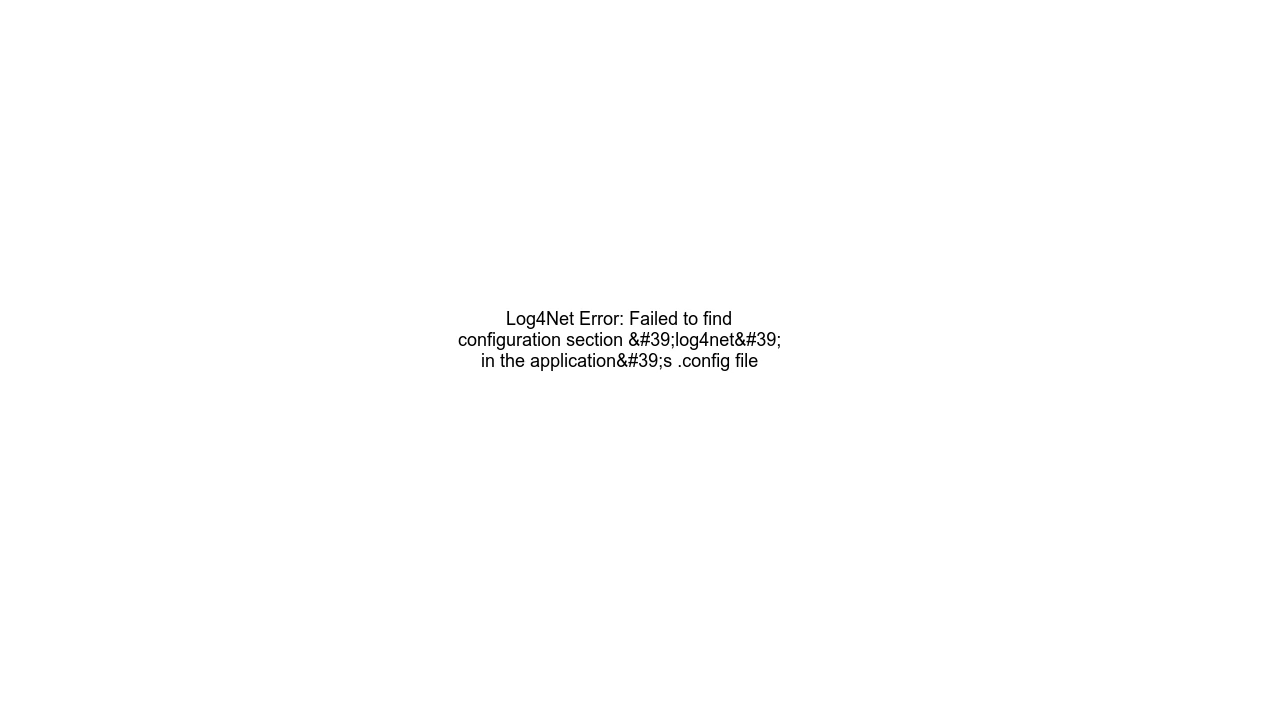 Log4Net Error: Failed to find
configuration section &#39;log4net&#39;
in the application&#39;s .config file